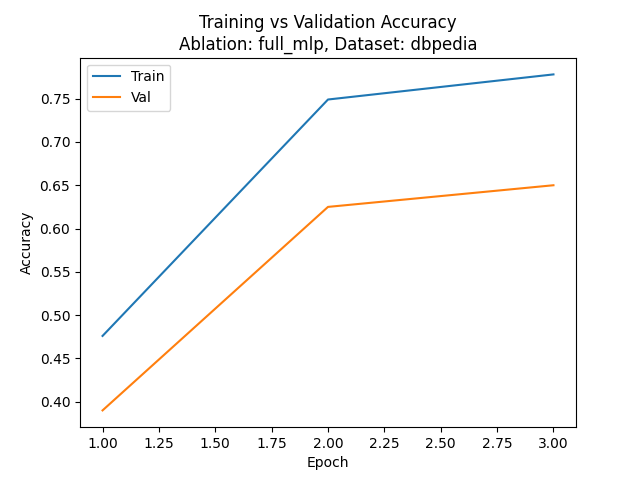 Training vs Validation Accuracy
Ablation: full_mlp, Dataset: dbpedia
Train
Val
Accuracy
0.75
0.70
0.65
0.60
0.55
0.50
0.45
0.40
1.00 1.25 1.50 1.75 2.00 2.25 2.50 2.75 3.00
Epoch